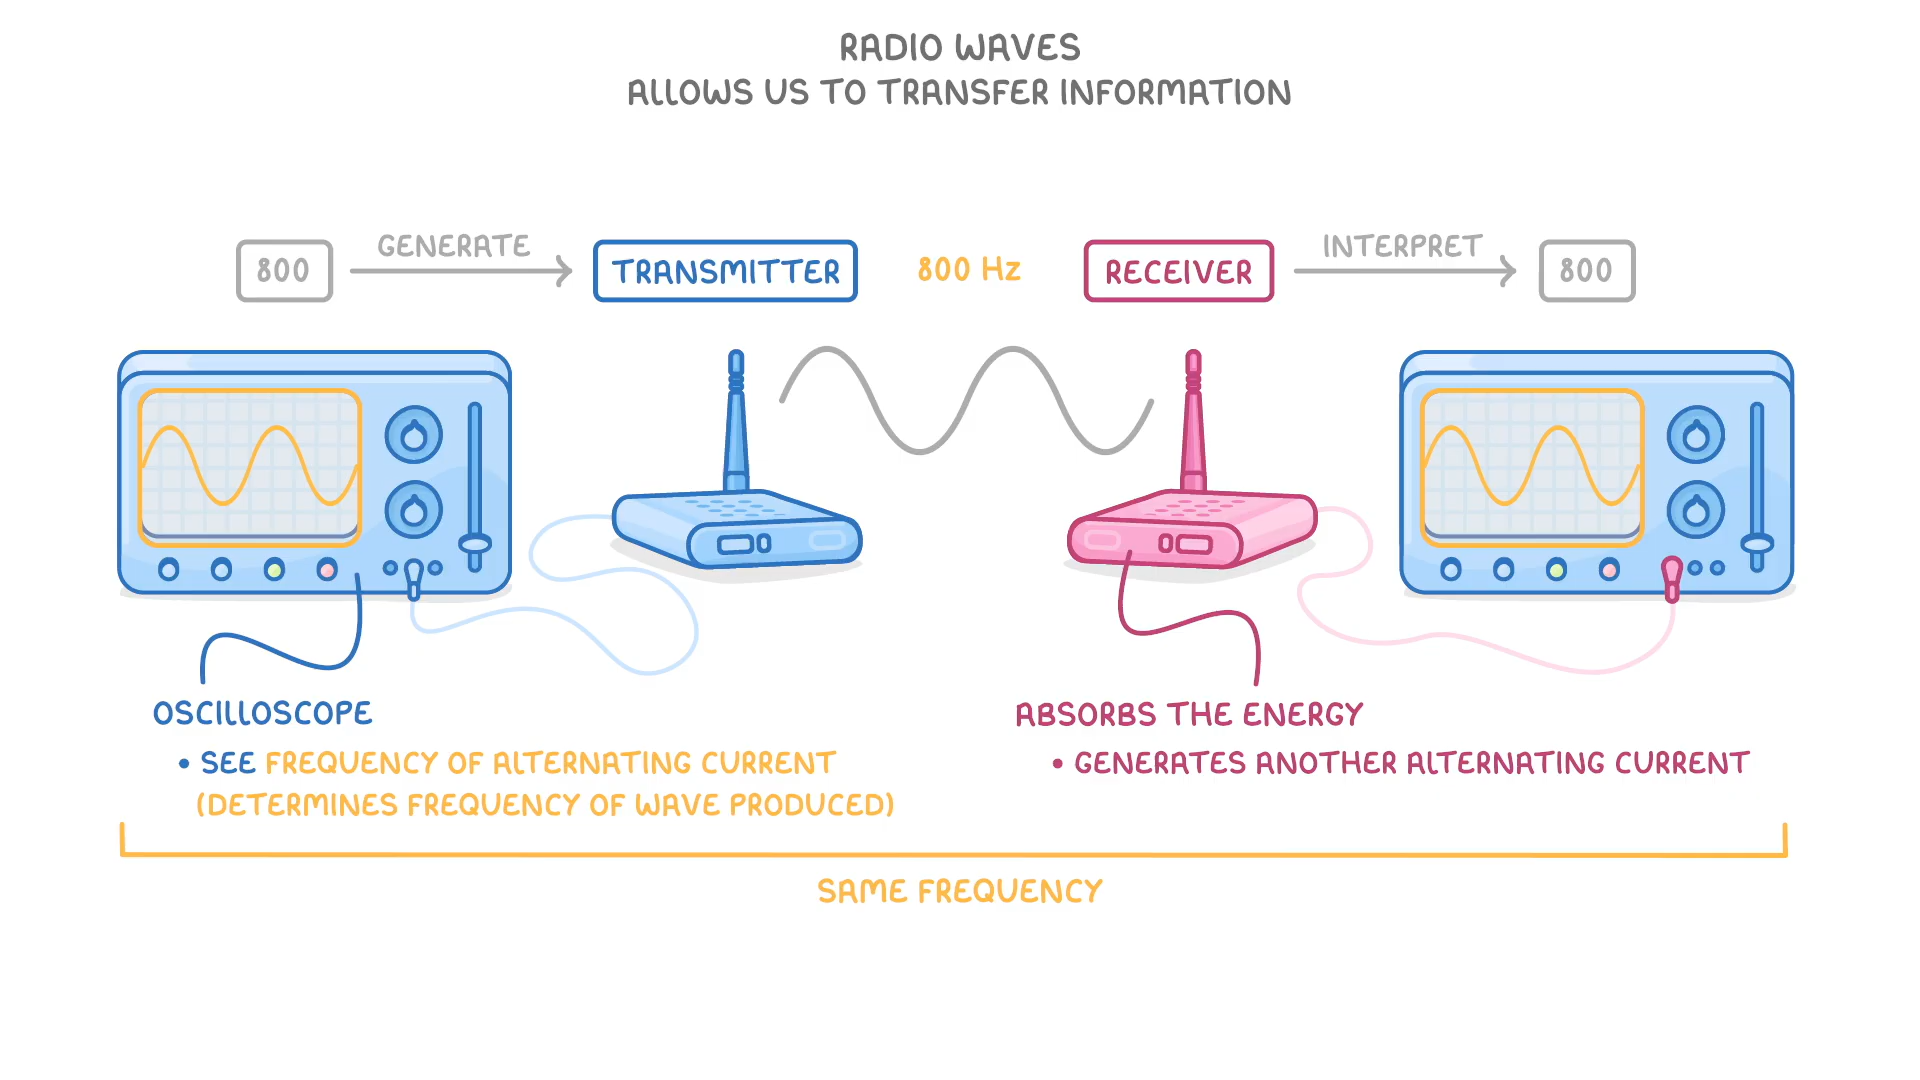 RADIO WAVES
ALLOWS US TO TRANSFER INFORMATION
800
GENERATE
TRANSMITTER
800 Hz
RECEIVER
INTERPRET
800
OSCILLOSCOPE
• SEE FREQUENCY OF ALTERNATING CURRENT
(DETERMINES FREQUENCY OF WAVE PRODUCED)
ABSORBS THE ENERGY
• GENERATES ANOTHER ALTERNATING CURRENT
SAME FREQUENCY